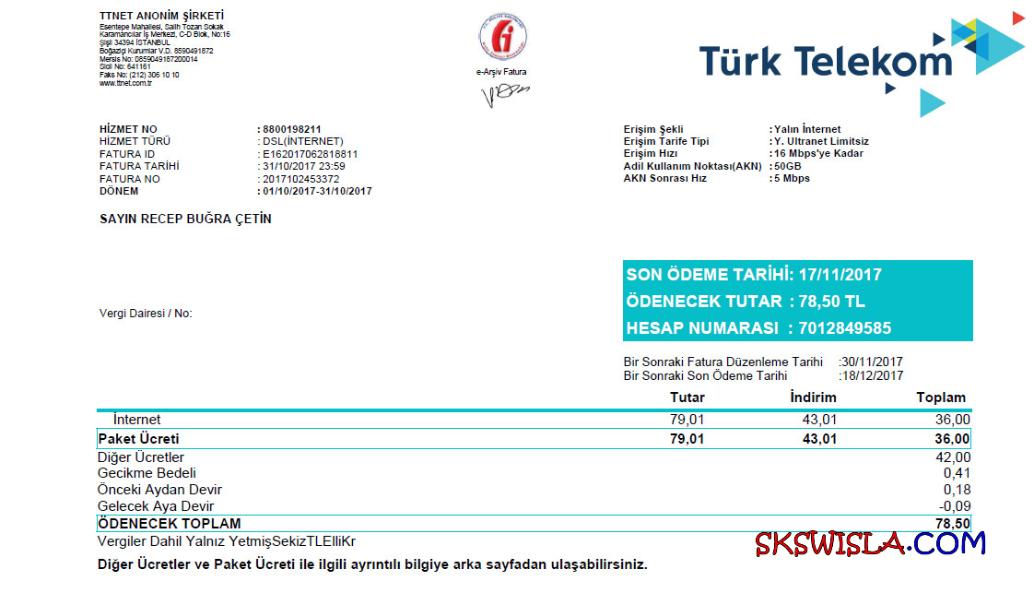 TTNET ANONİM ŞİRKETİ
Esentepe Mahallesi, Salih Tozan Sokak
Karamancılar İş Merkezi, C-D Blok, No:16
Şişli 34394 İSTANBUL
Boğaziçi Kurumlar V.D. 8590491872
Mersis No: 0859049187200014
Sicil No: 641161
Faks No: (212) 306 10 10
www.ttnet.com.tr
e-Arşiv Fatura
Türk Telekom
HİZMET NO : 8800198211
HİZMET TÜRÜ : DSL(İNTERNET)
FATURA ID : E162017062818811
FATURA TARİHİ : 31/10/2017 23:59
FATURA NO : 2017102453372
DÖNEM : 01/10/2017-31/10/2017
Erişim Şekli : Yalın İnternet
Erişim Tarife Tipi : Y. Ultranet Limitsiz
Erişim Hızı : 16 Mbps'ye Kadar
Adil Kullanım Noktası(AKN) : 50GB
AKN Sonrası Hız : 5 Mbps
SAYIN RECEP BUĞRA ÇETİN
Vergi Dairesi / No:
SON ÖDEME TARİHİ: 17/11/2017
ÖDENECEK TUTAR : 78,50 TL
HESAP NUMARASI : 7012849585
Bir Sonraki Fatura Düzenleme Tarihi :30/11/2017
Bir Sonraki Son Ödeme Tarihi :18/12/2017
Tutar İndirim Toplam
İnternet 79,01 43,01 36,00
Paket Ücreti 79,01 43,01 36,00
Diğer Ücretler 42,00
Gecikme Bedeli 0,41
Önceki Aydan Devir 0,18
Gelecek Aya Devir -0,09
ÖDENECEK TOPLAM 78,50
Vergiler Dahil Yalnız YetmişSekizTLElliKr
SKSWISLA.COM
Diğer Ücretler ve Paket Ücreti ile ilgili ayrıntılı bilgiye arka sayfadan ulaşabilirsiniz.